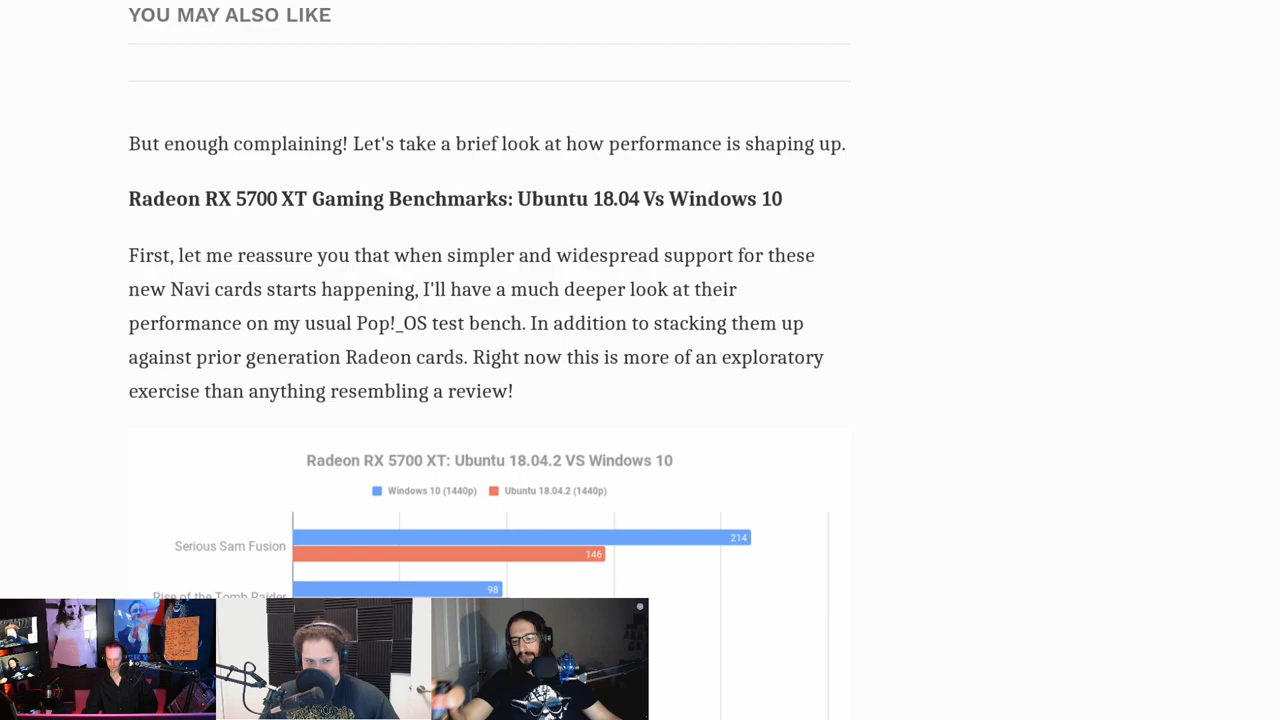 YOU MAY ALSO LIKE
But enough complaining! Let's take a brief look at how performance is shaping up.
Radeon RX 5700 XT Gaming Benchmarks: Ubuntu 18.04 Vs Windows 10
First, let me reassure you that when simpler and widespread support for these
new Navi cards starts happening, I'll have a much deeper look at their
performance on my usual Pop!_OS test bench. In addition to stacking them up
against prior generation Radeon cards. Right now this is more of an exploratory
exercise than anything resembling a review!
Radeon RX 5700 XT: Ubuntu 18.04.2 VS Windows 10
Windows 10 (1440p) Ubuntu 18.04.2 (1440p)
Serious Sam Fusion
214
146
Rise of the Tomb Raider
98